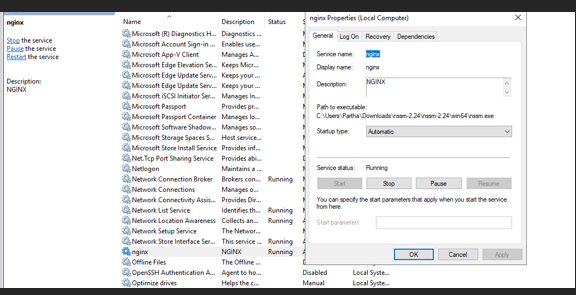 nginx
Stop the service
Pause the service
Restart the service
Description:
NGINX
Name Description Status
Microsoft (R) Diagnostics H... Diagnostics ...
Microsoft Account Sign-in ... Enables use...
Microsoft App-V Client Manages A...
Microsoft Edge Elevation Se... Keeps Micr...
Microsoft Edge Update Serv... Keeps your ...
Microsoft Edge Update Serv... Keeps your ...
Microsoft iSCSI Initiator Ser... Manages In...
Microsoft Passport Provides pr...
Microsoft Passport Container Manages lo...
Microsoft Software Shadow... Manages so...
Microsoft Storage Spaces S... Host service...
Microsoft Store Install Service Provides inf...
Net.Tcp Port Sharing Service Provides abi...
Netlogon Maintains a ...
Network Connection Broker Brokers con... Running
Network Connections Manages o...
Network Connectivity Assis... Provides Dir...
Network List Service Identifies th... Running
Network Location Awareness Collects an... Running
Network Setup Service The Networ...
Network Store Interface Ser... This service ... Running
nginx NGINX Running
Offline Files The Offline ...
OpenSSH Authentication A... Agent to ho... Disabled Local Syste...
Optimize drives Helps the c... Manual Local Syste...
nginx Properties (Local Computer)
General Log On Recovery Dependencies
Service name: nginx
Display name: nginx
Description: NGINX
Path to executable:
C:\Users\Partha\Downloads\nssm-2.24\nssm-2.24\win64\nssm.exe
Startup type: Automatic
Service status: Running
Start Stop Pause Resume
You can specify the start parameters that apply when you start the service
from here.
Start parameters:
OK Cancel Apply